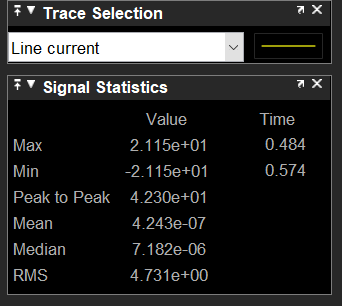 Trace Selection
Line current
Signal Statistics
Value Time
Max 2.115e+01 0.484
Min -2.115e+01 0.574
Peak to Peak 4.230e+01
Mean 4.243e-07
Median 7.182e-06
RMS 4.731e+00